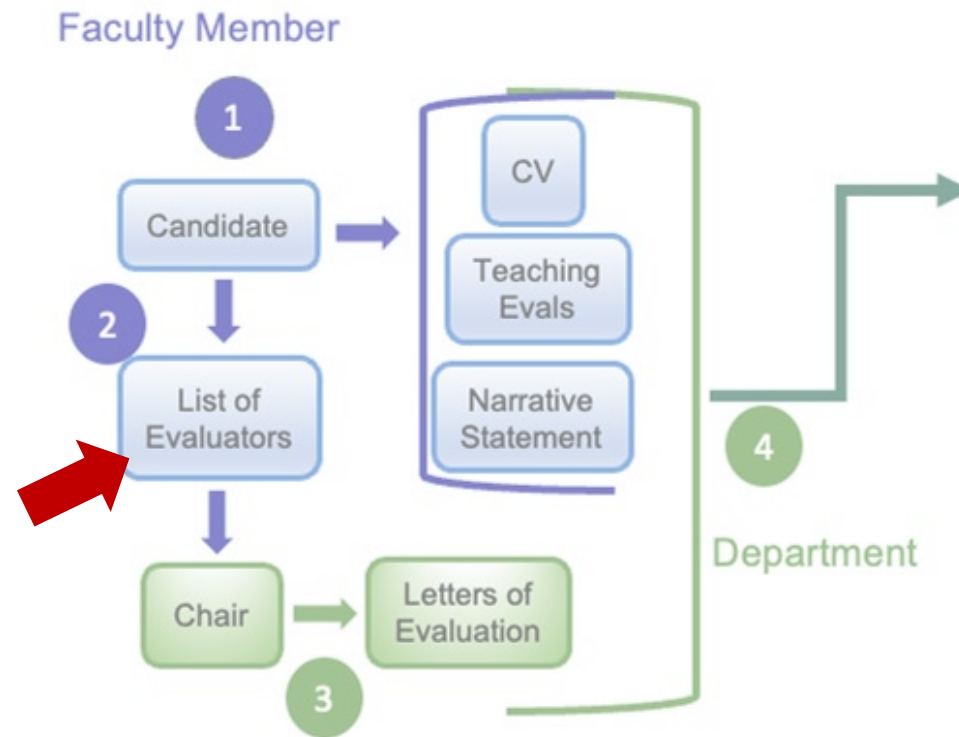 Faculty Member
1
CV
Candidate
Teaching
Evals
2
List of
Evaluators
Narrative
Statement
4
Department
Chair
Letters of
Evaluation
3